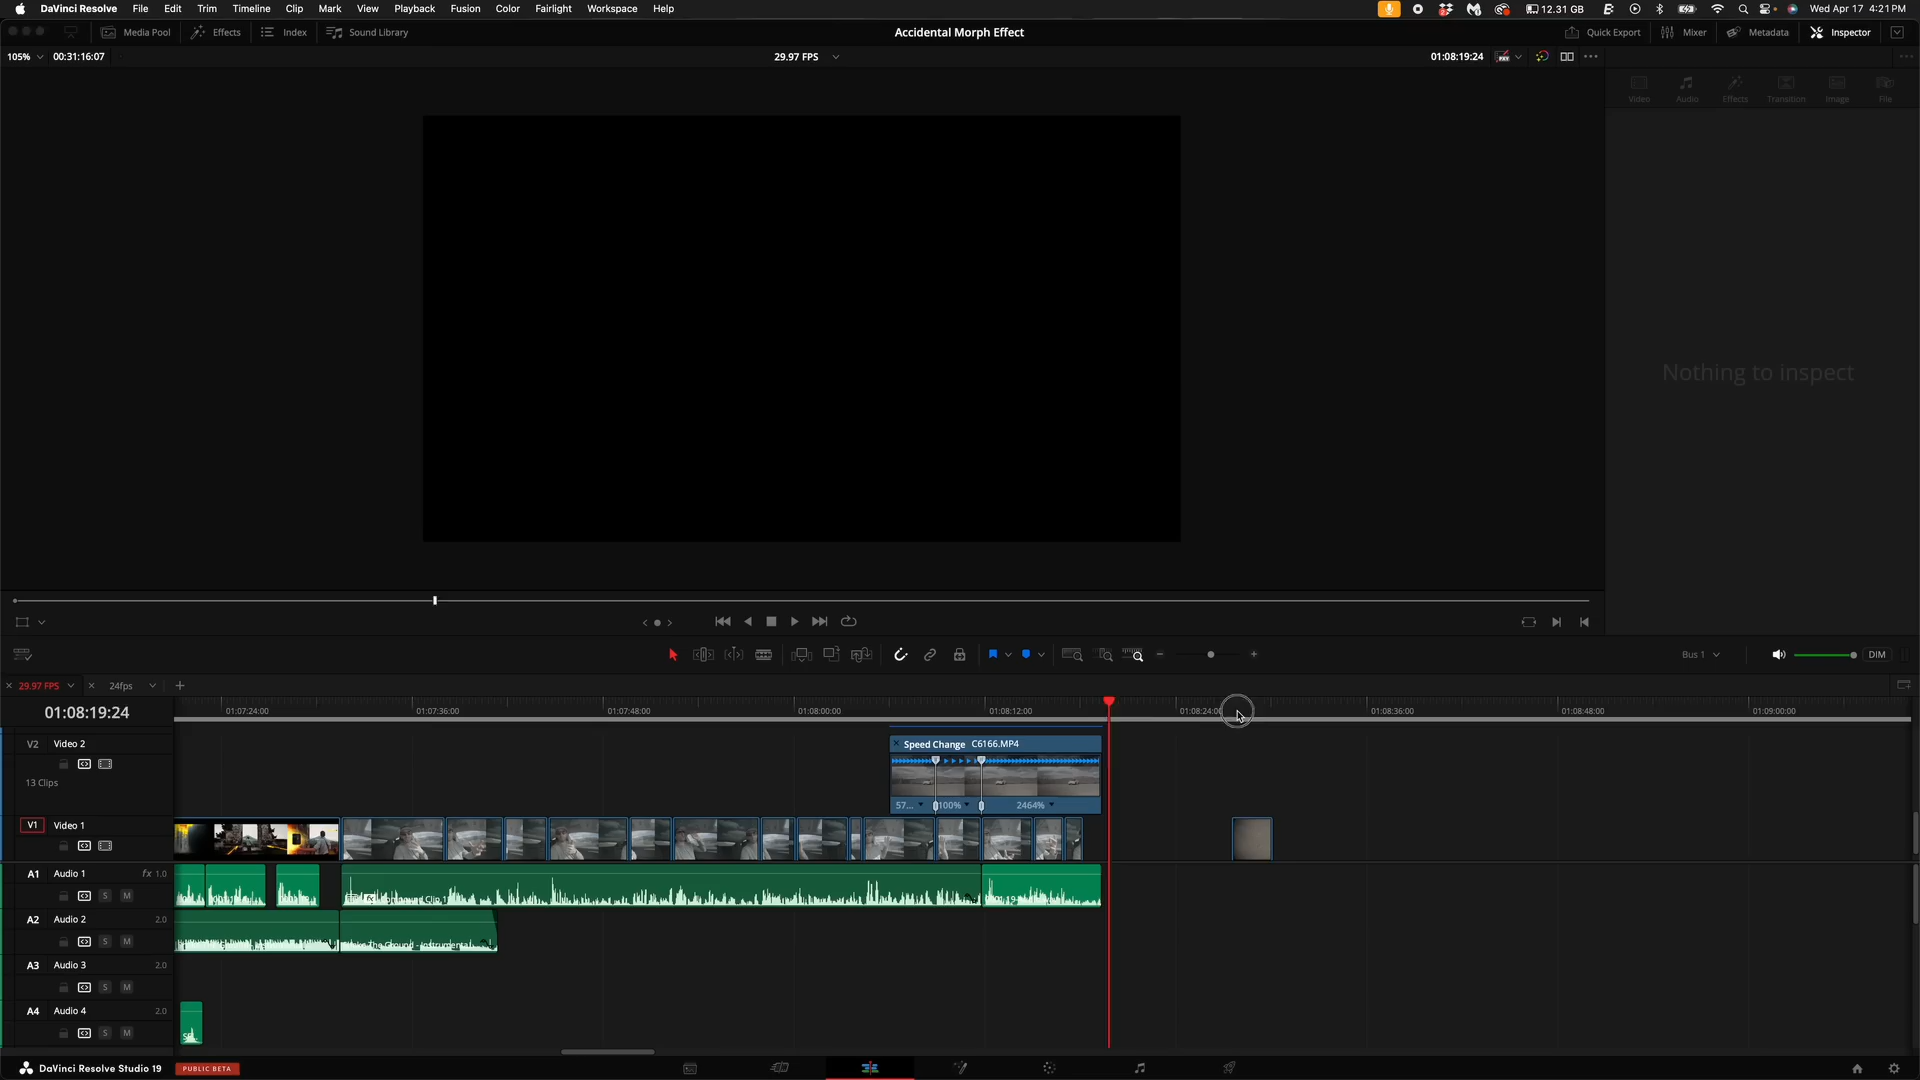 DaVinci Resolve File Edit Trim Timeline Clip Mark View Playback Fusion Color Fairlight Workspace Help 12.31 GB Wed Apr 17 4:21 PM
Media Pool Effects Index Sound Library Accidental Morph Effect Quick Export Mixer Metadata Inspector
105% 00:31:16:07 29.97 FPS 01:08:19:24
Video Audio Effects Transition Image File
Nothing to inspect
Bus 1 DIM
29.97 FPS 24fps
01:08:19:24 01:07:24:00 01:07:36:00 01:07:48:00 01:08:00:00 01:08:12:00 01:08:24:00 01:08:36:00 01:08:48:00 01:09:00:00
V2 Video 2 Speed Change C6166.MP4
13 Clips
57... 100% 2464%
V1 Video 1
A1 Audio 1 fx 1.0
S M
A2 Audio 2 2.0
S M The Ground - Instrumental
A3 Audio 3 2.0
S M
A4 Audio 4 2.0
S M
DaVinci Resolve Studio 19 PUBLIC BETA